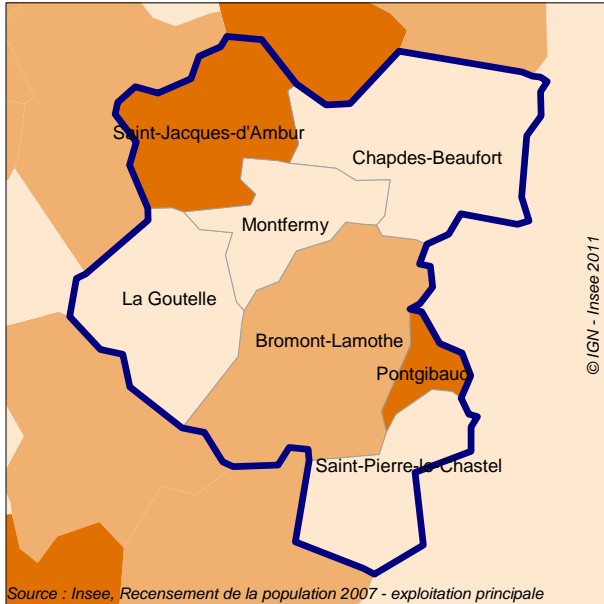 Saint-Jacques-d'Ambur
Chapdes-Beaufort
Montfermy
La Goutelle
Bromont-Lamothe
Pontgibaud
Saint-Pierre-le-Chastel
© IGN - Insee 2011
Source : Insee, Recensement de la population 2007 - exploitation principale